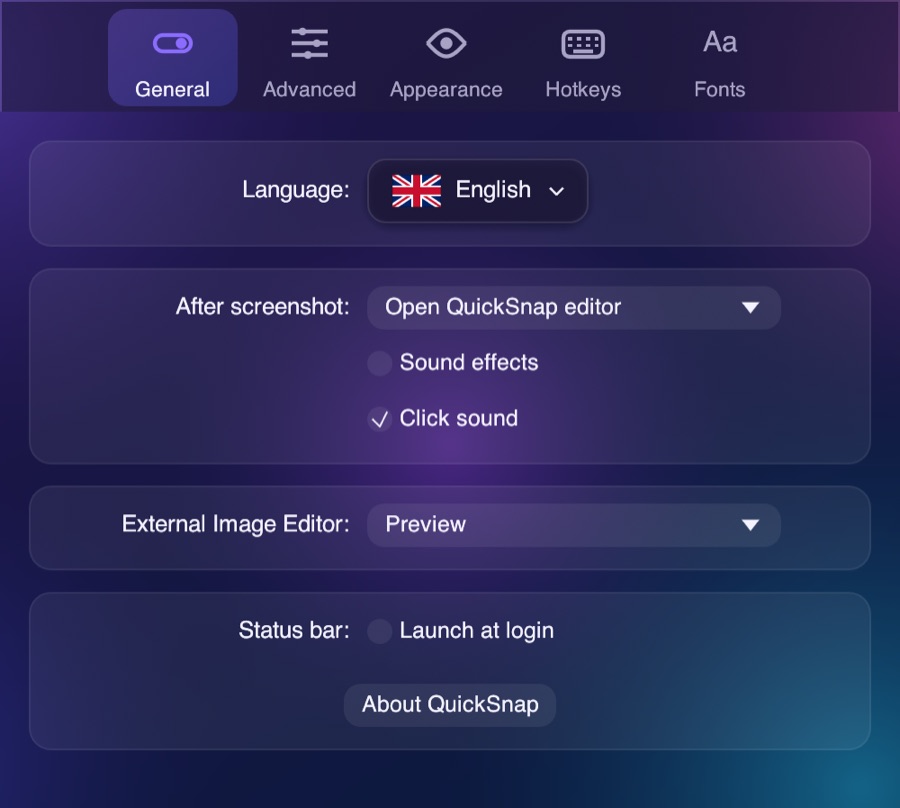 General
Advanced
Appearance
Hotkeys
Aa
Fonts
Language: English
After screenshot: Open QuickSnap editor
Sound effects
Click sound
External Image Editor: Preview
Status bar: Launch at login
About QuickSnap